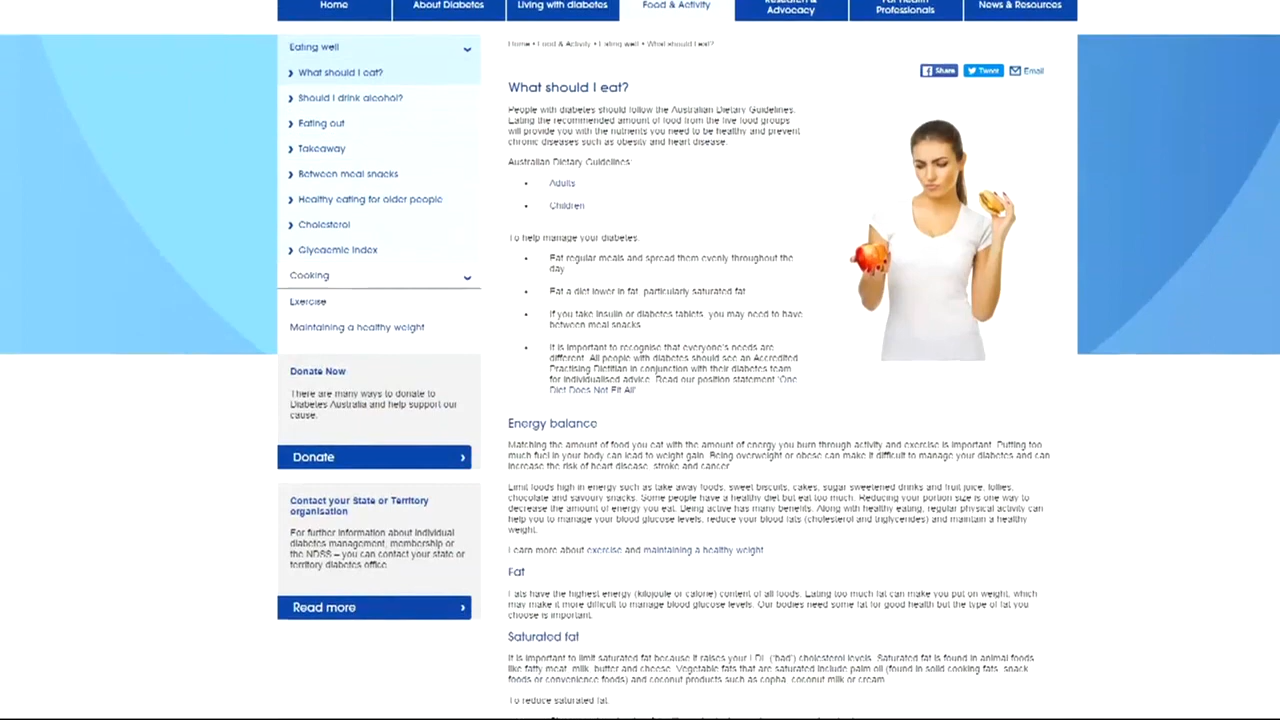 Home
About Diabetes
Living with diabetes
Food & Activity
Research &
Advocacy
For Health
Professionals
News & Resources
Eating well
What should I eat?
Should I drink alcohol?
Eating out
Takeaway
Between meal snacks
Healthy eating for older people
Cholesterol
Glycaemic Index
Cooking
Exercise
Maintaining a healthy weight
Donate Now
There are many ways to donate to
Diabetes Australia and help support our
cause.
Donate
Contact your State or Territory
organisation
For further information about individual
diabetes management, membership or
the NDSS – you can contact your state or
territory diabetes office.
Read more
Home • Food & Activity • Eating well • What should I eat?
Share
Tweet
Email
What should I eat?
People with diabetes should follow the Australian Dietary Guidelines.
Eating the recommended amount of food from the five food groups
will provide you with the nutrients you need to be healthy and prevent
chronic diseases such as obesity and heart disease.
Australian Dietary Guidelines:
• Adults
• Children
To help manage your diabetes:
• Eat regular meals and spread them evenly throughout the
day
• Eat a diet lower in fat, particularly saturated fat
• If you take insulin or diabetes tablets, you may need to have
between meal snacks
• It is important to recognise that everyone's needs are
different. All people with diabetes should see an Accredited
Practising Dietitian in conjunction with their diabetes team
for individualised advice. Read our position statement 'One
Diet Does Not Fit All'
Energy balance
Matching the amount of food you eat with the amount of energy you burn through activity and exercise is important. Putting too
much fuel in your body can lead to weight gain. Being overweight or obese can make it difficult to manage your diabetes and can
increase the risk of heart disease, stroke and cancer.
Limit foods high in energy such as take away foods, sweet biscuits, cakes, sugar sweetened drinks and fruit juice, lollies,
chocolate and savoury snacks. Some people have a healthy diet but eat too much. Reducing your portion size is one way to
decrease the amount of energy you eat. Being active has many benefits. Along with healthy eating, regular physical activity can
help you to manage your blood glucose levels, reduce your blood fats (cholesterol and triglycerides) and maintain a healthy
weight.
Learn more about exercise and maintaining a healthy weight
Fat
Fats have the highest energy (kilojoule or calorie) content of all foods. Eating too much fat can make you put on weight, which
may make it more difficult to manage blood glucose levels. Our bodies need some fat for good health but the type of fat you
choose is important.
Saturated fat
It is important to limit saturated fat because it raises your LDL ('bad') cholesterol levels. Saturated fat is found in animal foods
like fatty meat, milk, butter and cheese. Vegetable fats that are saturated include palm oil (found in solid cooking fats, snack
foods or convenience foods) and coconut products such as copha, coconut milk or cream.
To reduce saturated fat: